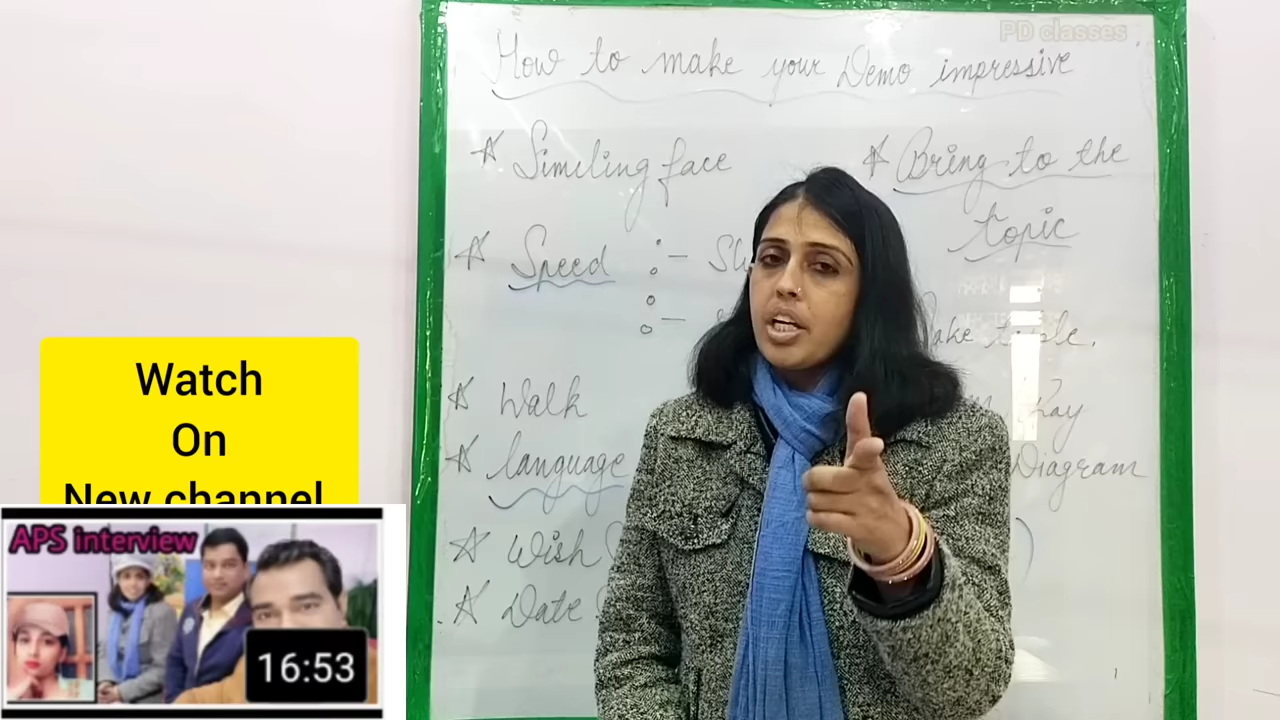 PD classes
How to make your Demo impressive
☆ Simeling face
☆ Speed :-
:-
☆ Walk
☆ language
☆ Wish
☆ Date
☆ Bring to the
topic
Diagram
Watch
On
New channel
APS interview
16:53